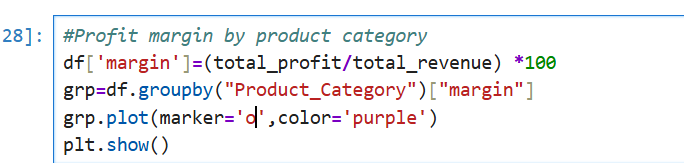 28]:
#Profit margin by product category
df['margin']=(total_profit/total_revenue) *100
grp=df.groupby("Product_Category")["margin"]
grp.plot(marker='o',color='purple')
plt.show()